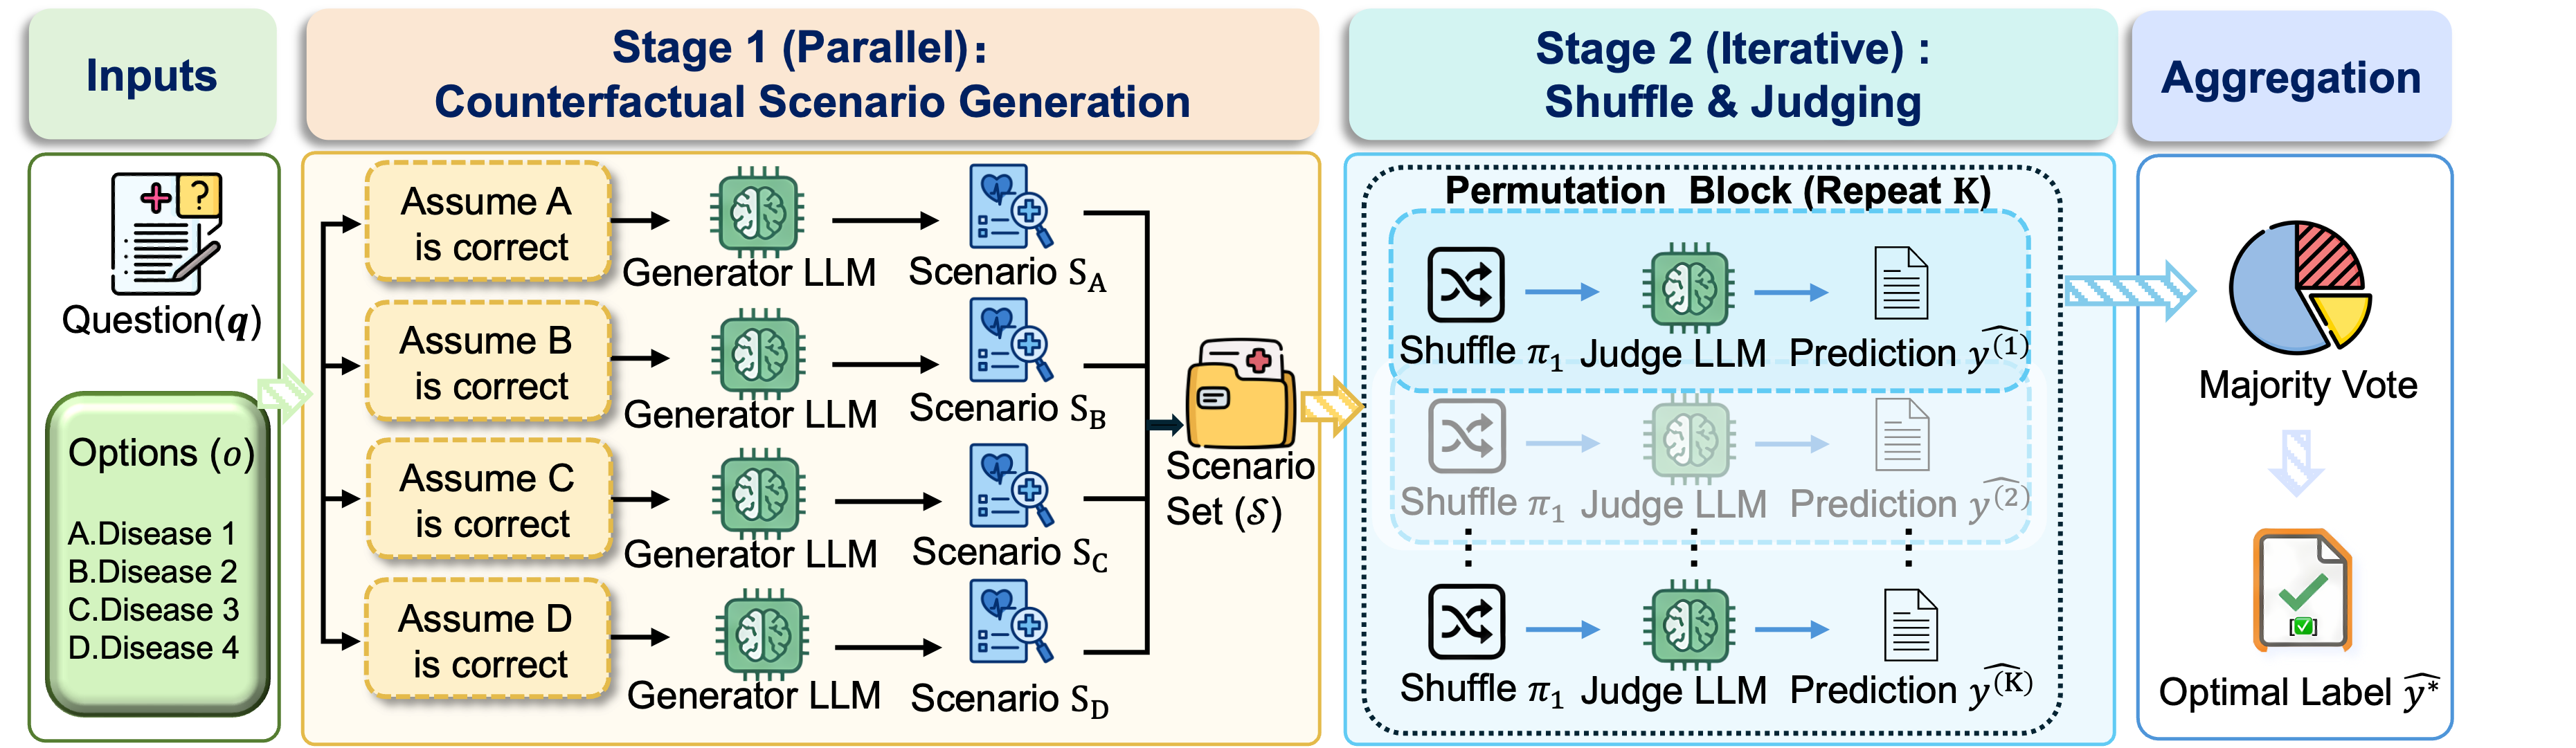 Inputs
Question(q)
Options (o)
A.Disease 1
B.Disease 2
C.Disease 3
D.Disease 4
Stage 1 (Parallel):
Counterfactual Scenario Generation
Assume A
is correct
Generator LLM
Scenario S_A
Assume B
is correct
Generator LLM
Scenario S_B
Assume C
is correct
Generator LLM
Scenario S_C
Assume D
is correct
Generator LLM
Scenario S_D
Scenario
Set (𝒮)
Stage 2 (Iterative) :
Shuffle & Judging
Permutation Block (Repeat K)
Shuffle π₁
Judge LLM
Prediction ŷ^(1)
Shuffle π₁
Judge LLM
Prediction ŷ^(2)
Shuffle π₁
Judge LLM
Prediction ŷ^(K)
Aggregation
Majority Vote
Optimal Label ŷ*